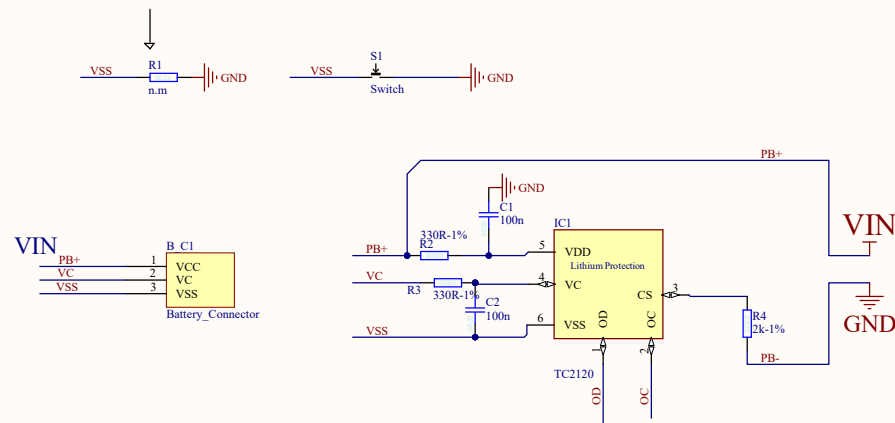 S1
R1
VSS
GND
n.m
VSS
GND
Switch
PB+
GND
C1
100n
IC1
VIN
VIN
B_C1
330R-1%
PB+
R2
5
VDD
PB+
1
VCC
Lithium Protection
VC
2
VC
VC
4
VC
VSS
3
VSS
R3
330R-1%
CS
3
Battery_Connector
C2
100n
GND
R4
2k-1%
VSS
6
VSS
OD
OC
1
2
PB-
TC2120
OD
OC